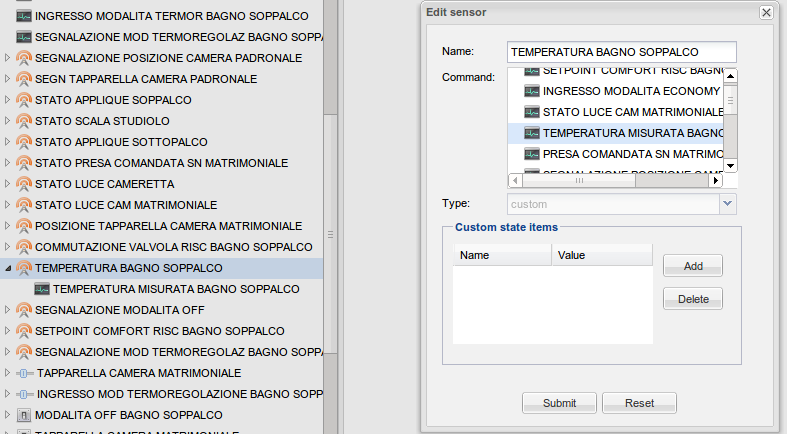 INGRESSO MODALITA TERMOR BAGNO SOPPALCO
SEGNALAZIONE MOD TERMOREGOLAZ BAGNO SOPPA
SEGNALAZIONE POSIZIONE CAMERA PADRONALE
SEGN TAPPARELLA CAMERA PADRONALE
STATO APPLIQUE SOPPALCO
STATO SCALA STUDIOLO
STATO APPLIQUE SOTTOPALCO
STATO PRESA COMANDATA SN MATRIMONIALE
STATO LUCE CAMERETTA
STATO LUCE CAM MATRIMONIALE
POSIZIONE TAPPARELLA CAMERA MATRIMONIALE
COMMUTAZIONE VALVOLA RISC BAGNO SOPPALCO
TEMPERATURA BAGNO SOPPALCO
TEMPERATURA MISURATA BAGNO SOPPALCO
SEGNALAZIONE MODALITA OFF
SETPOINT COMFORT RISC BAGNO SOPPALCO
SEGNALAZIONE MOD TERMOREGOLAZ BAGNO SOPPA
TAPPARELLA CAMERA MATRIMONIALE
INGRESSO MOD TERMOREGOLAZIONE BAGNO SOPP
MODALITA OFF BAGNO SOPPALCO
TAPPARELLA CAMERA MATRIMONIALE
Edit sensor
Name: TEMPERATURA BAGNO SOPPALCO
Command:
SETPOINT COMFORT RISC BAGNO
INGRESSO MODALITA ECONOMY
STATO LUCE CAM MATRIMONIALE
TEMPERATURA MISURATA BAGNO
PRESA COMANDATA SN MATRIMO
SEGNALAZIONE POSIZIONE CAME
Type: custom
Custom state items
Name Value
Add
Delete
Submit Reset